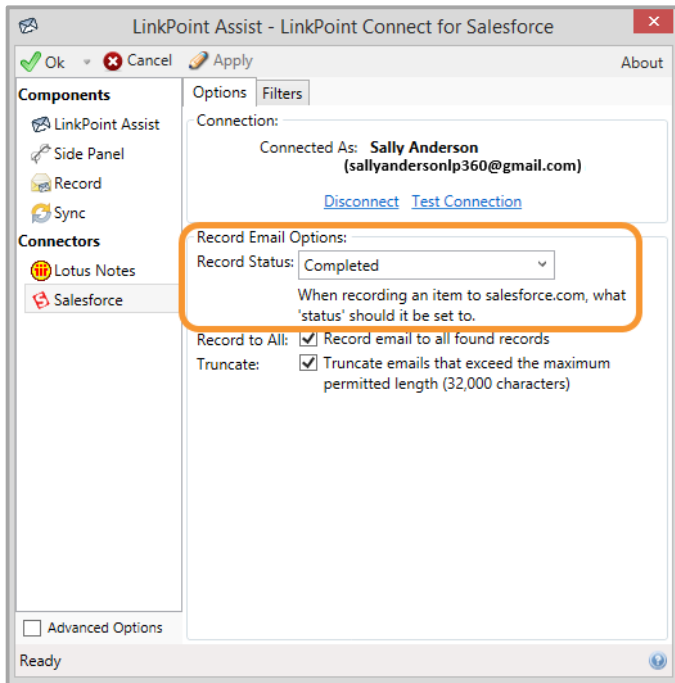 LinkPoint Assist - LinkPoint Connect for Salesforce
Ok Cancel Apply About
Components
LinkPoint Assist
Side Panel
Record
Sync
Connectors
Lotus Notes
Salesforce
Advanced Options
Options Filters
Connection:
Connected As: Sally Anderson
(sallyandersonlp360@gmail.com)
Disconnect Test Connection
Record Email Options:
Record Status: Completed
When recording an item to salesforce.com, what
'status' should it be set to.
Record to All: Record email to all found records
Truncate: Truncate emails that exceed the maximum
permitted length (32,000 characters)
Ready